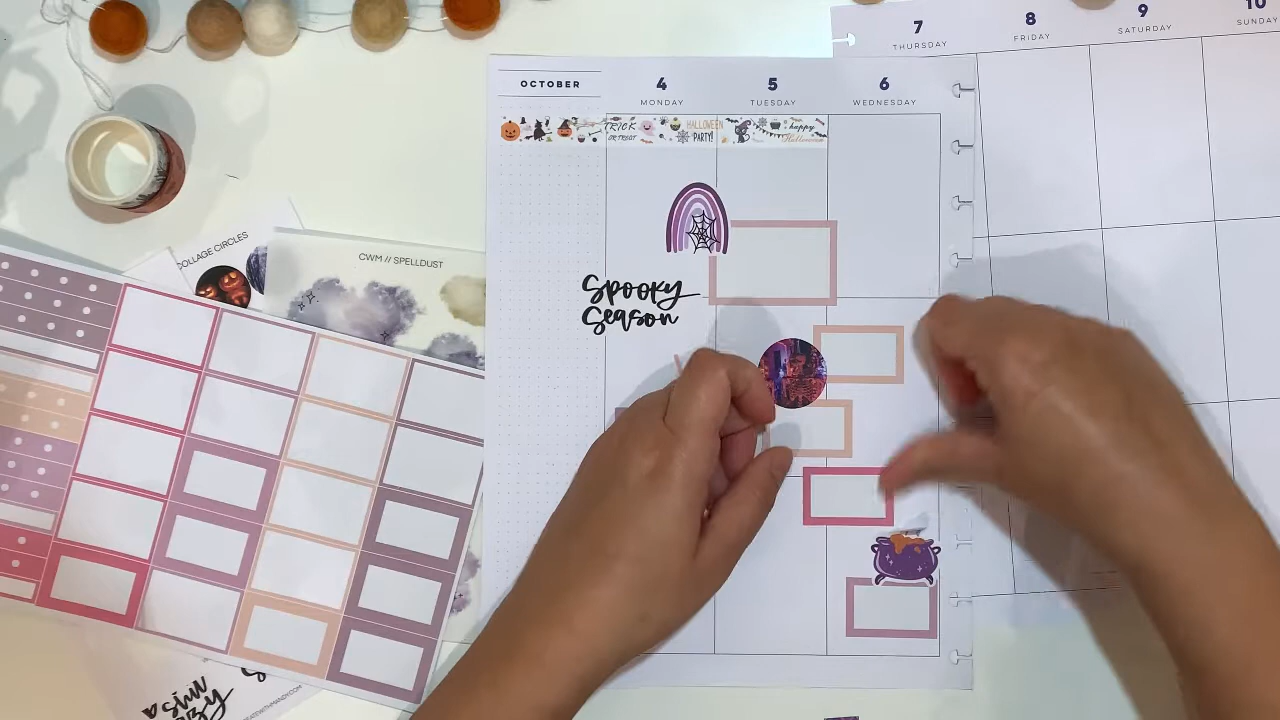 OCTOBER
4
MONDAY
5
TUESDAY
6
WEDNESDAY
7
THURSDAY
8
FRIDAY
9
SATURDAY
10
SUNDAY
TRICK
OR TREAT
HALLOWEEN
PARTY!
happy
Halloween
Spooky
Season
COLLAGE CIRCLES
CWM // SPELLDUST